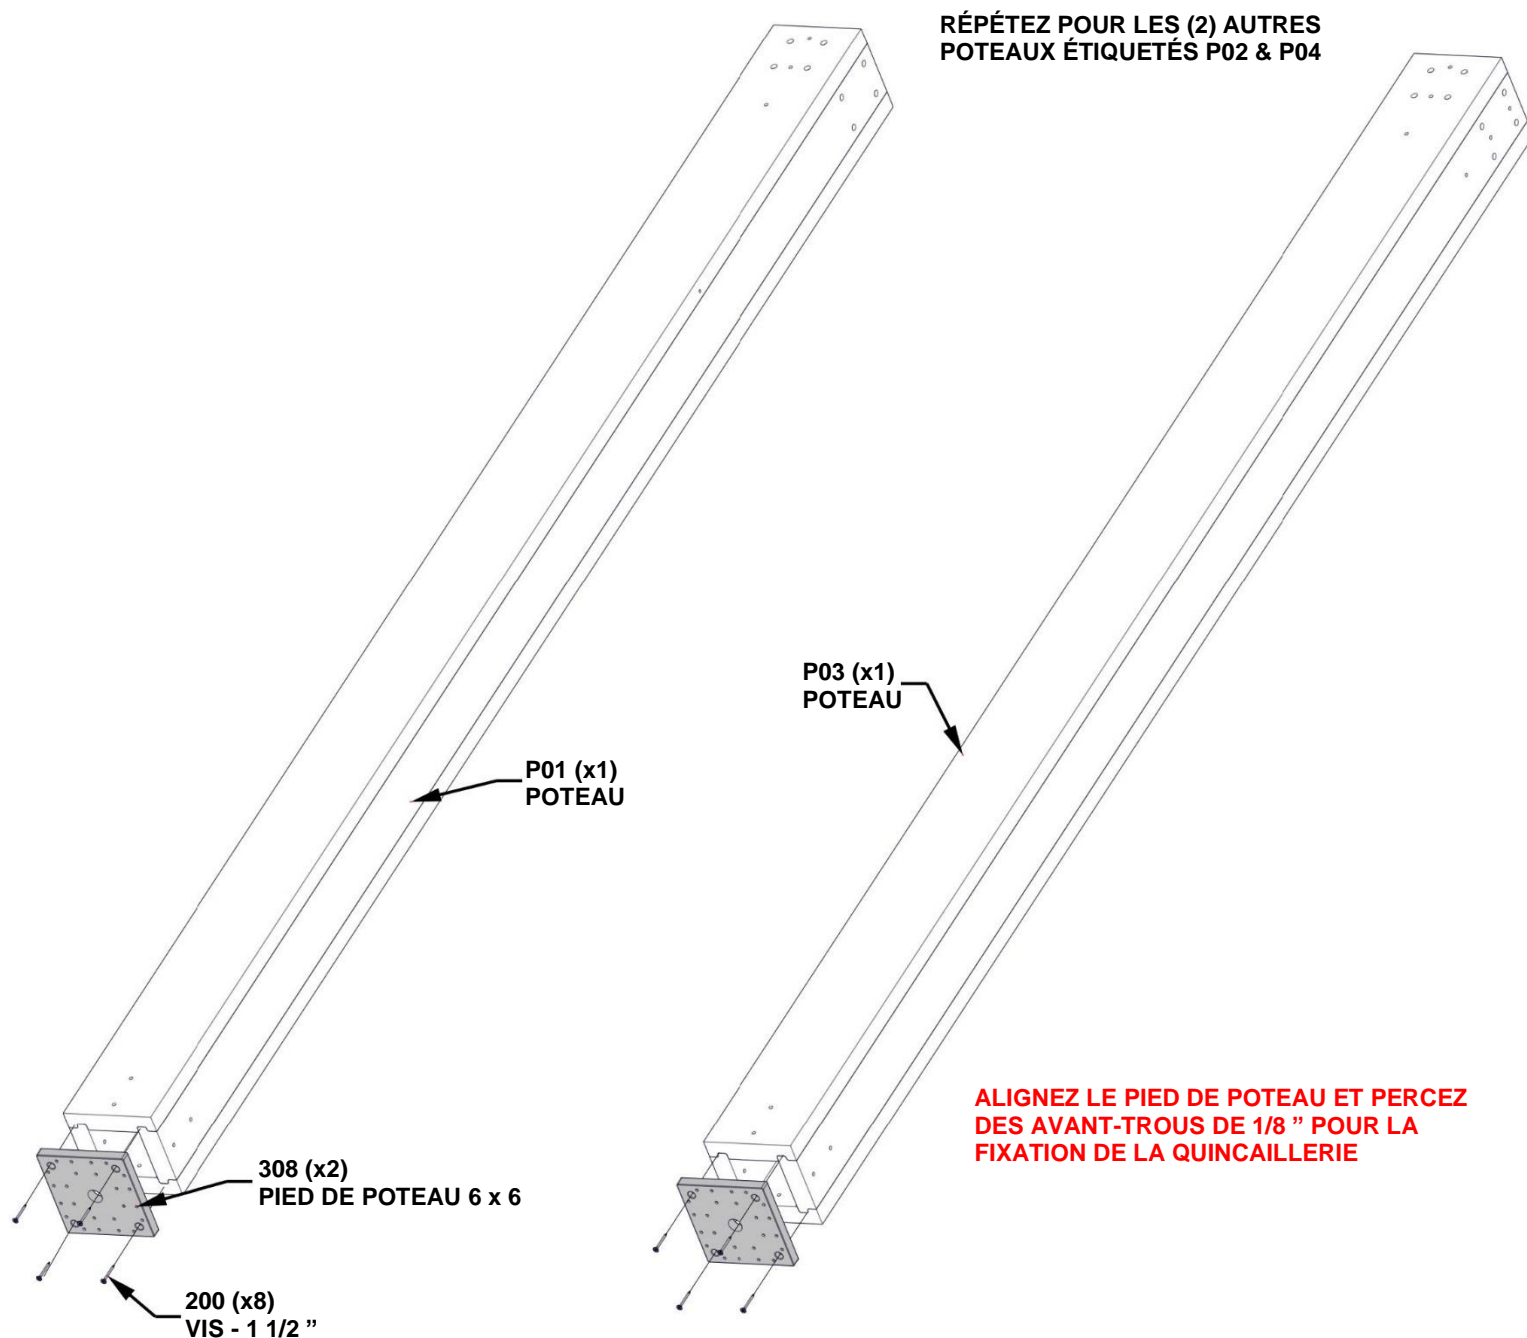 RÉPÉTEZ POUR LES (2) AUTRES
POTEAUX ÉTIQUETÉS P02 & P04
P03 (x1)
POTEAU
P01 (x1)
POTEAU
ALIGNEZ LE PIED DE POTEAU ET PERCEZ
DES AVANT-TROUS DE 1/8 ” POUR LA
FIXATION DE LA QUINCAILLERIE
308 (x2)
PIED DE POTEAU 6 x 6
200 (x8)
VIS - 1 1/2 ”